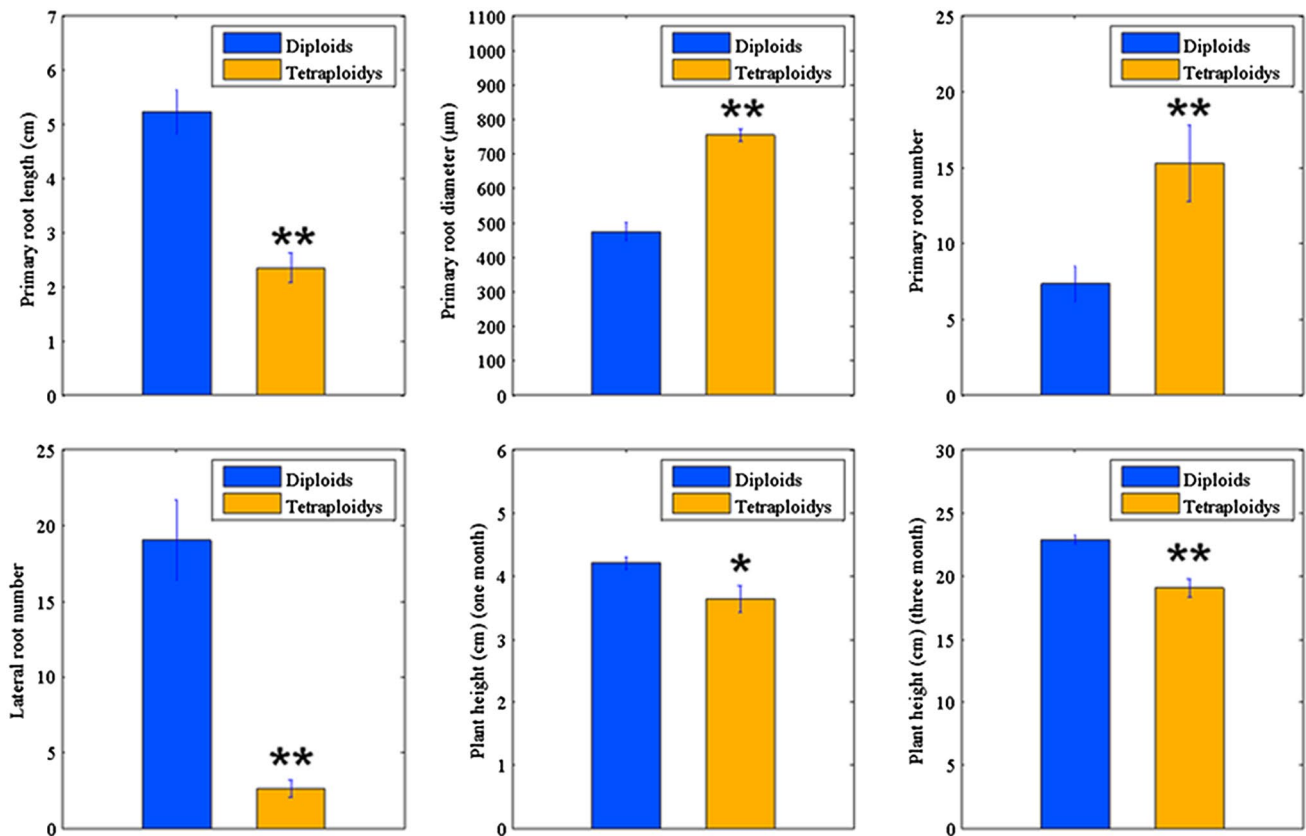 7
6
5
4
3
2
1
0
Primary root length (cm)
Diploids
Tetraploidys
**
1100
1000
900
800
700
600
500
400
300
200
100
0
Primary root diameter (µm)
Diploids
Tetraploidys
**
25
20
15
10
5
0
Primary root number
Diploids
Tetraploidys
**
25
20
15
10
5
0
Lateral root number
Diploids
Tetraploidys
**
6
5
4
3
2
1
0
Plant height (cm) (one month)
Diploids
Tetraploidys
*
30
25
20
15
10
5
0
Plant height (cm) (three month)
Diploids
Tetraploidys
**